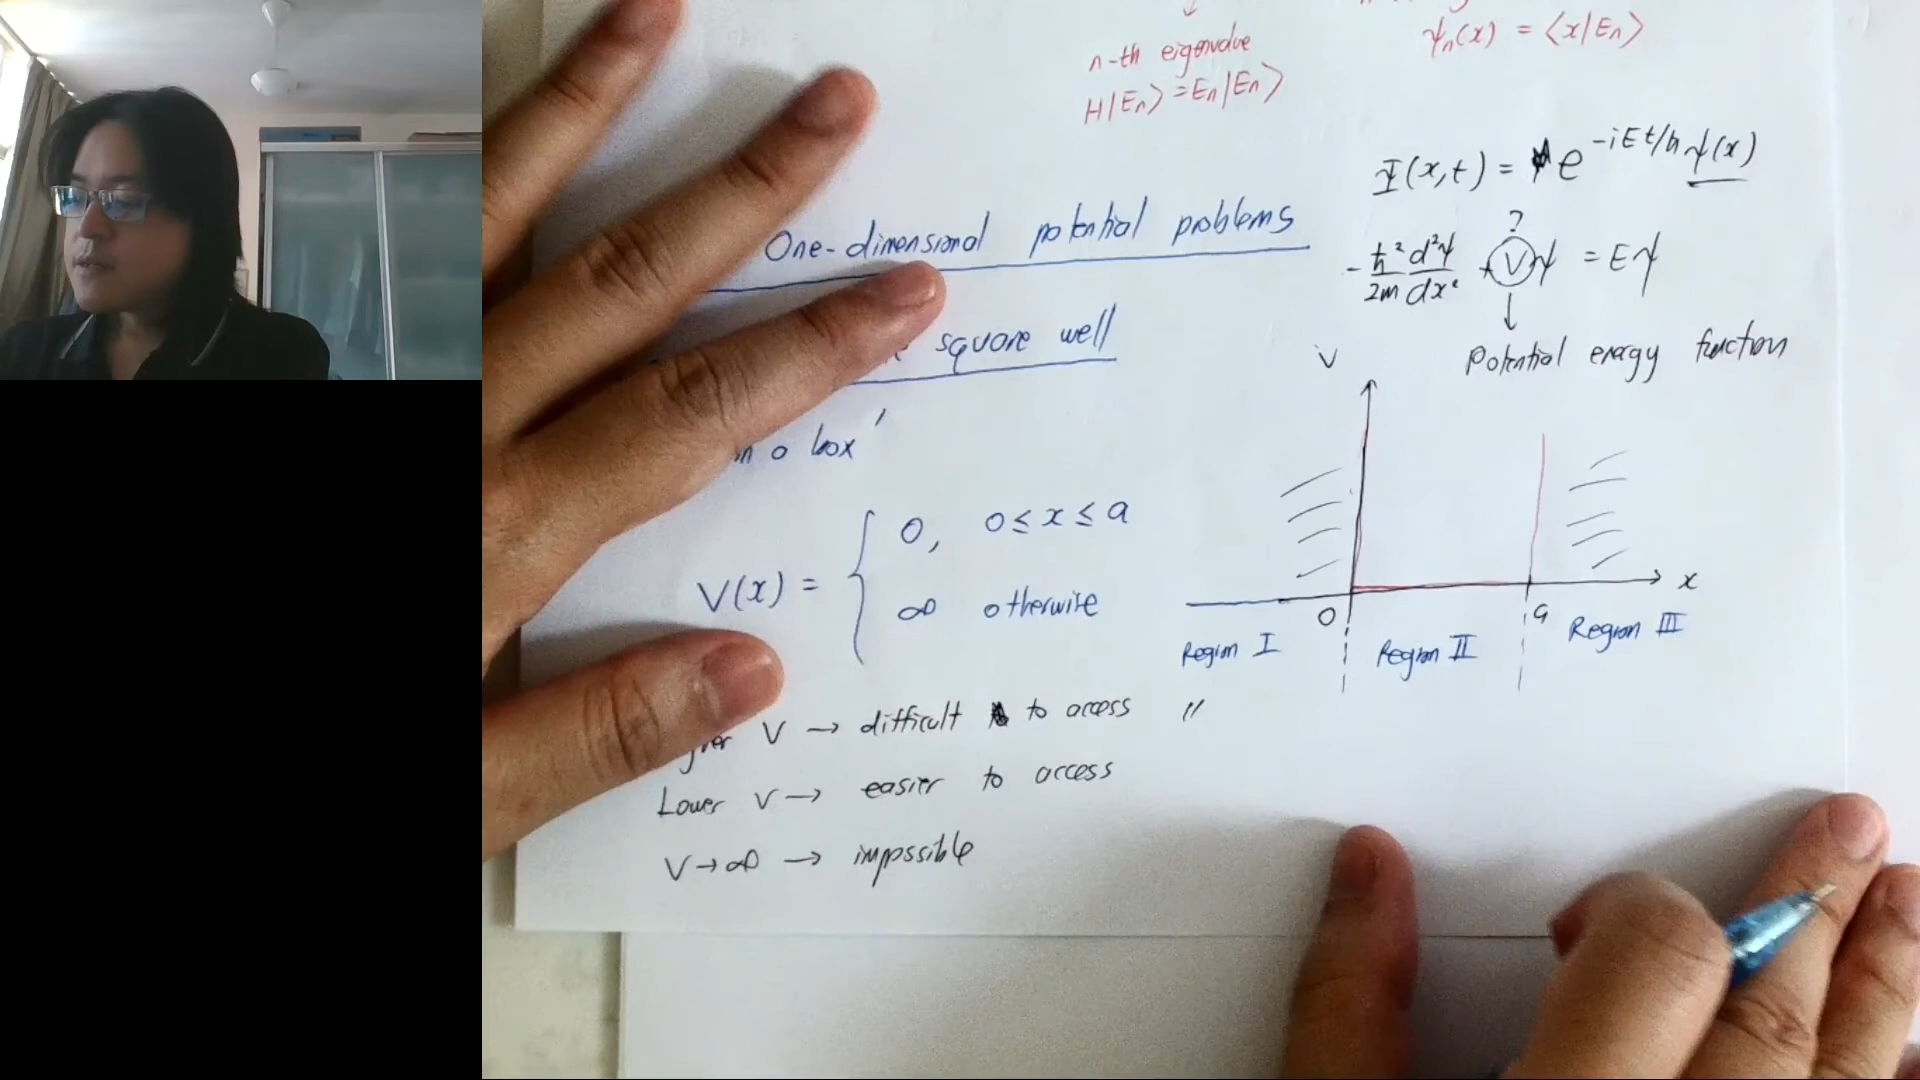 n-th eigenvalue
H|Eₙ⟩ = Eₙ|Eₙ⟩
ψₙ(x) = ⟨x|Eₙ⟩
Ψ(x,t) = e^{-iEt/ħ} ψ(x)
One-dimensional potential problems
?
-ħ²/2m d²ψ/dx² + Vψ = Eψ
square well
Potential energy function
V
a box'
V(x) = { 0, 0 ≤ x ≤ a
∞ otherwise
x
0
a
Region I
Region II
Region III
V → difficult to access "
Lower V → easier to access
V → ∞ → impssible